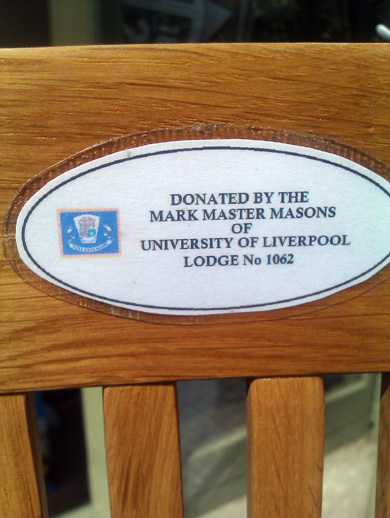 DONATED BY THE
MARK MASTER MASONS
OF
UNIVERSITY OF LIVERPOOL
LODGE No 1062